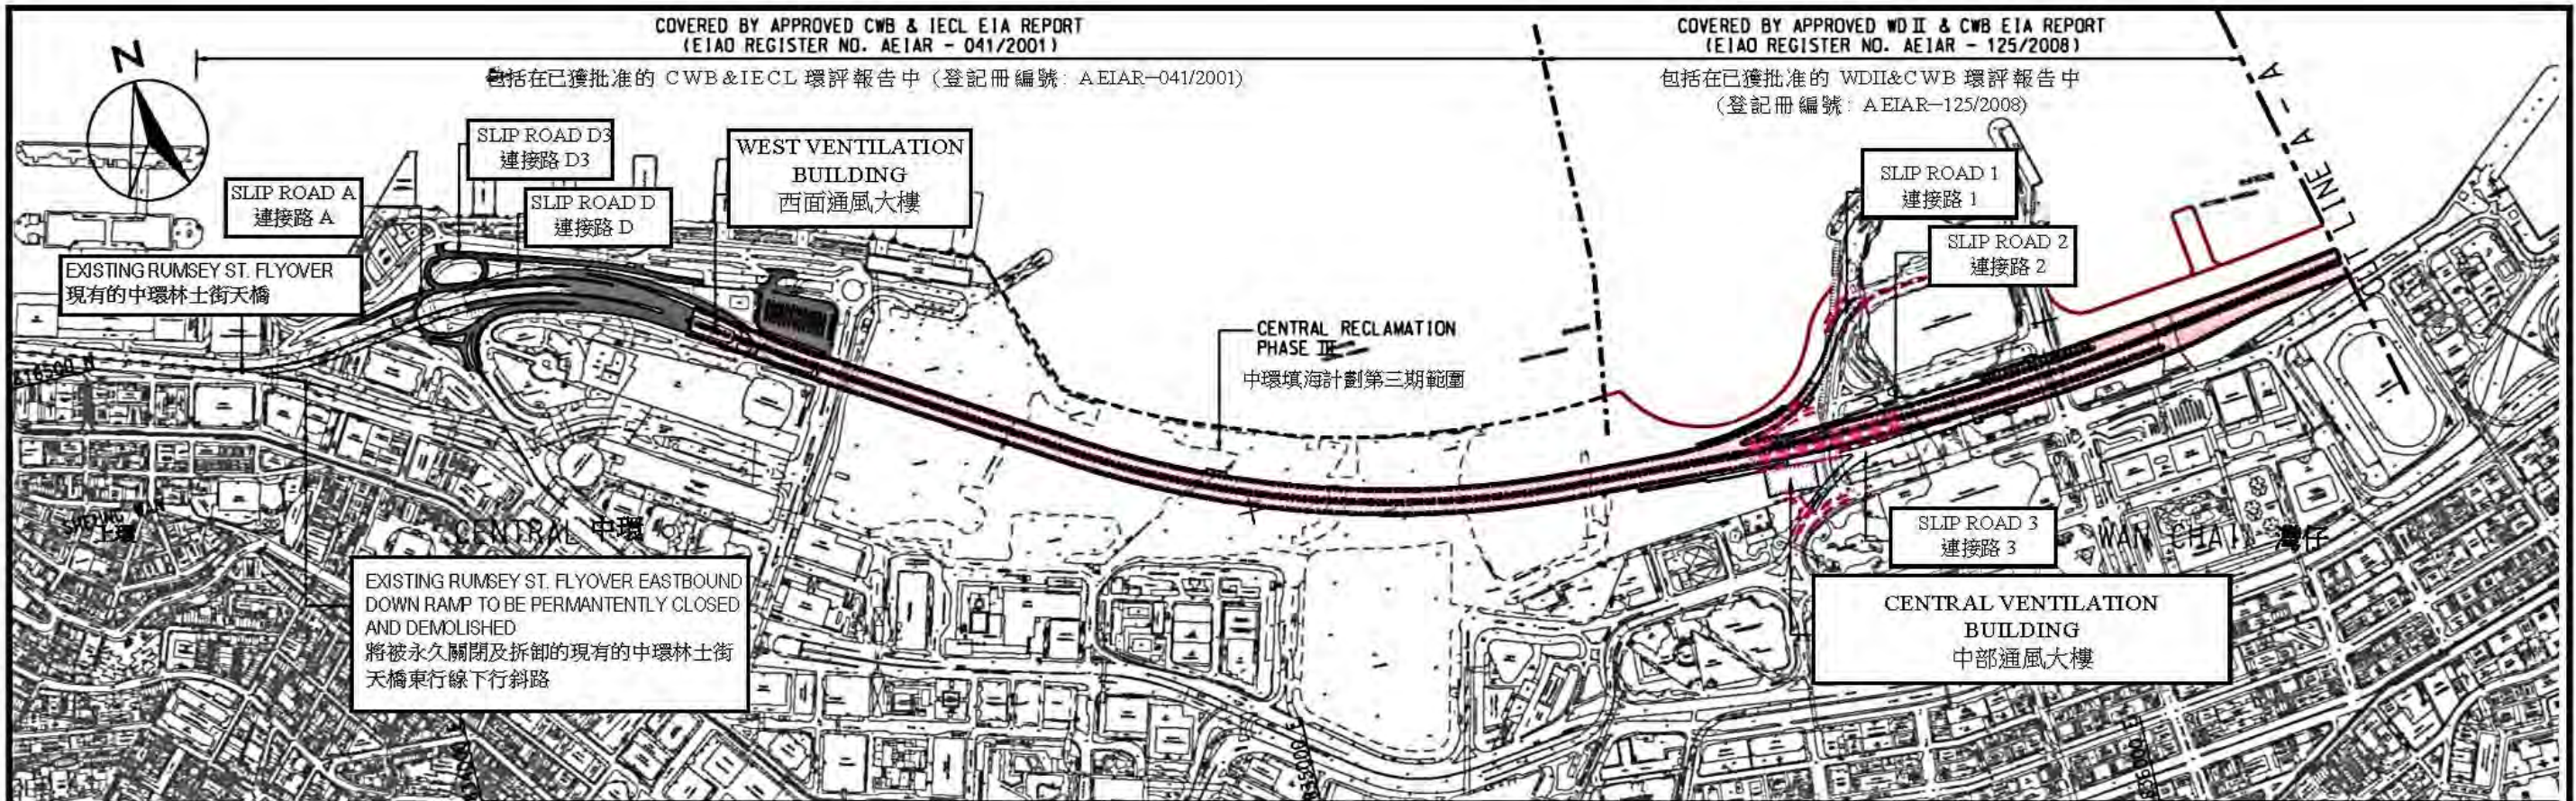 COVERED BY APPROVED CWB & IECL EIA REPORT
(EIAO REGISTER NO. AEIAR - 041/2001)
包括在已獲批准的 CWB&IECL 環評報告中 (登記冊編號: AEIAR-041/2001)
COVERED BY APPROVED WDII & CWB EIA REPORT
(EIAO REGISTER NO. AEIAR - 125/2008)
包括在已獲批准的 WDII&CWB 環評報告中
(登記冊編號: AEIAR-125/2008)
N
LINE A - A
SLIP ROAD D3
連接路 D3
SLIP ROAD A
連接路 A
SLIP ROAD D
連接路 D
WEST VENTILATION
BUILDING
西面通風大樓
EXISTING RUMSEY ST. FLYOVER
現有的中環林士街天橋
SLIP ROAD 1
連接路 1
SLIP ROAD 2
連接路 2
CENTRAL RECLAMATION
PHASE III
中環填海計劃第三期範圍
816500 N
SHEUNG WAN
上環
CENTRAL 中環
SLIP ROAD 3
連接路 3
WAN CHAI 灣仔
EXISTING RUMSEY ST. FLYOVER EASTBOUND
DOWN RAMP TO BE PERMANTENTLY CLOSED
AND DEMOLISHED
將被永久關閉及拆卸的現有的中環林士街
天橋東行線下行斜路
CENTRAL VENTILATION
BUILDING
中部通風大樓